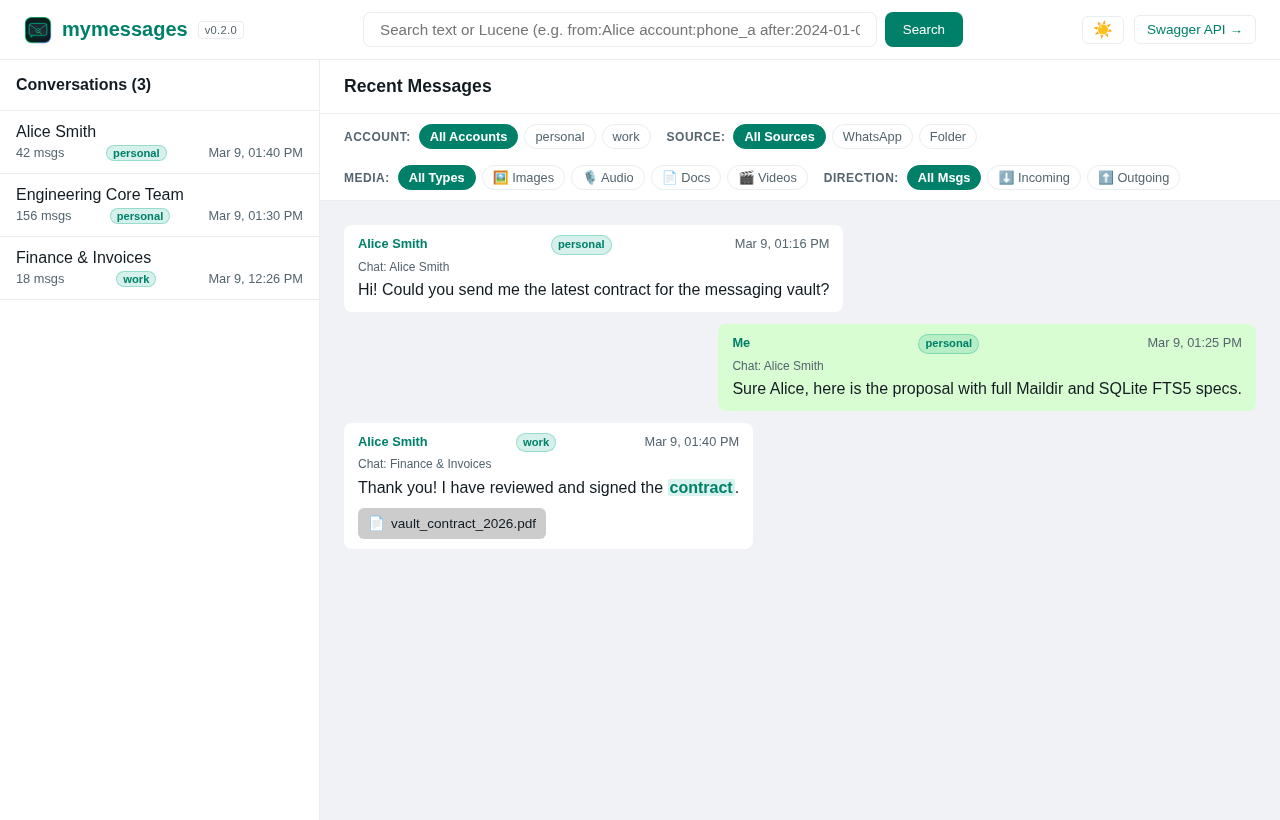 mymessages v0.2.0
Search text or Lucene (e.g. from:Alice account:phone_a after:2024-01-0
Search
Swagger API →
Conversations (3)
Alice Smith
42 msgs personal Mar 9, 01:40 PM
Engineering Core Team
156 msgs personal Mar 9, 01:30 PM
Finance & Invoices
18 msgs work Mar 9, 12:26 PM
Recent Messages
ACCOUNT: All Accounts personal work SOURCE: All Sources WhatsApp Folder
MEDIA: All Types Images Audio Docs Videos DIRECTION: All Msgs Incoming Outgoing
Alice Smith personal Mar 9, 01:16 PM
Chat: Alice Smith
Hi! Could you send me the latest contract for the messaging vault?
Me personal Mar 9, 01:25 PM
Chat: Alice Smith
Sure Alice, here is the proposal with full Maildir and SQLite FTS5 specs.
Alice Smith work Mar 9, 01:40 PM
Chat: Finance & Invoices
Thank you! I have reviewed and signed the contract.
vault_contract_2026.pdf